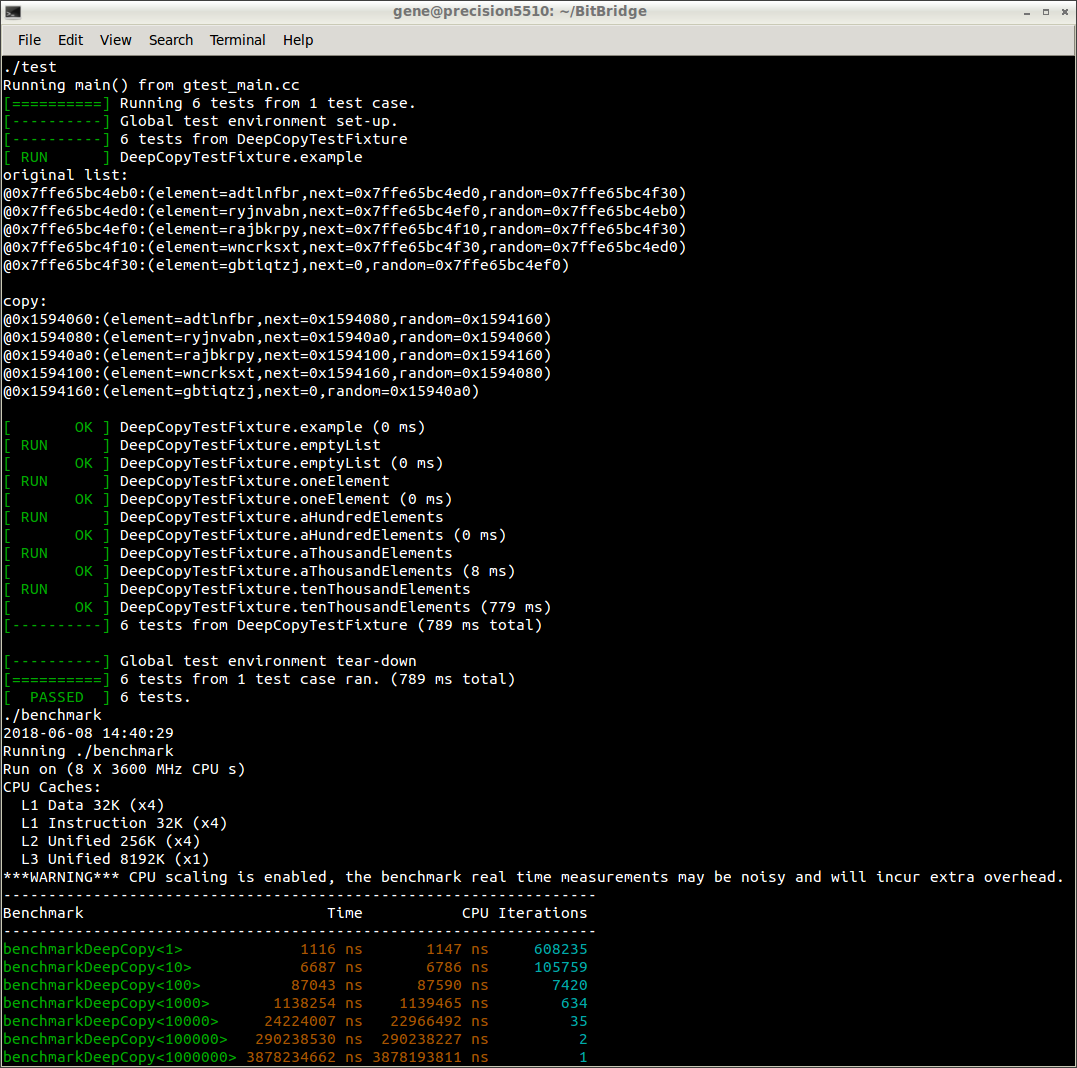 gene@precision5510: ~/BitBridge
File Edit View Search Terminal Help
./test
Running main() from gtest_main.cc
[==========] Running 6 tests from 1 test case.
[----------] Global test environment set-up.
[----------] 6 tests from DeepCopyTestFixture
[ RUN      ] DeepCopyTestFixture.example
original list:
@0x7ffe65bc4eb0:(element=adtlnfbr,next=0x7ffe65bc4ed0,random=0x7ffe65bc4f30)
@0x7ffe65bc4ed0:(element=ryjnvabn,next=0x7ffe65bc4ef0,random=0x7ffe65bc4eb0)
@0x7ffe65bc4ef0:(element=rajbkrpy,next=0x7ffe65bc4f10,random=0x7ffe65bc4f30)
@0x7ffe65bc4f10:(element=wncrksxt,next=0x7ffe65bc4f30,random=0x7ffe65bc4ed0)
@0x7ffe65bc4f30:(element=gbtiqtzj,next=0,random=0x7ffe65bc4ef0)

copy:
@0x1594060:(element=adtlnfbr,next=0x1594080,random=0x1594160)
@0x1594080:(element=ryjnvabn,next=0x15940a0,random=0x1594060)
@0x15940a0:(element=rajbkrpy,next=0x1594100,random=0x1594160)
@0x1594100:(element=wncrksxt,next=0x1594160,random=0x1594080)
@0x1594160:(element=gbtiqtzj,next=0,random=0x15940a0)

[       OK ] DeepCopyTestFixture.example (0 ms)
[ RUN      ] DeepCopyTestFixture.emptyList
[       OK ] DeepCopyTestFixture.emptyList (0 ms)
[ RUN      ] DeepCopyTestFixture.oneElement
[       OK ] DeepCopyTestFixture.oneElement (0 ms)
[ RUN      ] DeepCopyTestFixture.aHundredElements
[       OK ] DeepCopyTestFixture.aHundredElements (0 ms)
[ RUN      ] DeepCopyTestFixture.aThousandElements
[       OK ] DeepCopyTestFixture.aThousandElements (8 ms)
[ RUN      ] DeepCopyTestFixture.tenThousandElements
[       OK ] DeepCopyTestFixture.tenThousandElements (779 ms)
[----------] 6 tests from DeepCopyTestFixture (789 ms total)

[----------] Global test environment tear-down
[==========] 6 tests from 1 test case ran. (789 ms total)
[  PASSED  ] 6 tests.
./benchmark
2018-06-08 14:40:29
Running ./benchmark
Run on (8 X 3600 MHz CPU s)
CPU Caches:
  L1 Data 32K (x4)
  L1 Instruction 32K (x4)
  L2 Unified 256K (x4)
  L3 Unified 8192K (x1)
***WARNING*** CPU scaling is enabled, the benchmark real time measurements may be noisy and will incur extra overhead.
------------------------------------------------------------------
Benchmark                           Time           CPU Iterations
------------------------------------------------------------------
benchmarkDeepCopy<1>             1116 ns       1147 ns     608235
benchmarkDeepCopy<10>            6687 ns       6786 ns     105759
benchmarkDeepCopy<100>          87043 ns      87590 ns       7420
benchmarkDeepCopy<1000>       1138254 ns    1139465 ns        634
benchmarkDeepCopy<10000>     24224007 ns   22966492 ns         35
benchmarkDeepCopy<100000>   290238530 ns  290238227 ns          2
benchmarkDeepCopy<1000000> 3878234662 ns 3878193811 ns          1